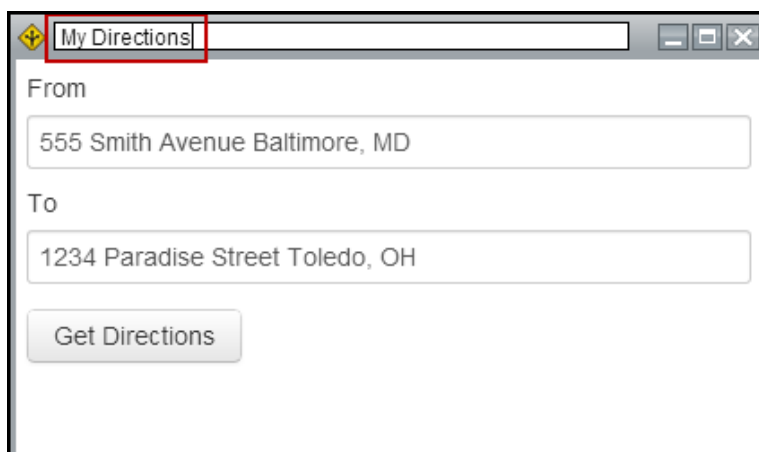 My Directions
From
555 Smith Avenue Baltimore, MD
To
1234 Paradise Street Toledo, OH
Get Directions